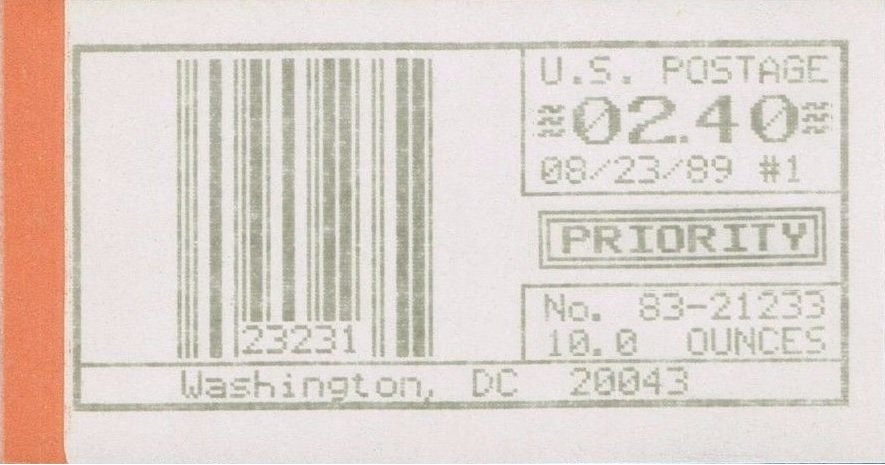 U.S. POSTAGE
≈02.40≈
08/23/89 #1
PRIORITY
No. 83-21233
10.0 OUNCES
23231
Washington, DC 20043